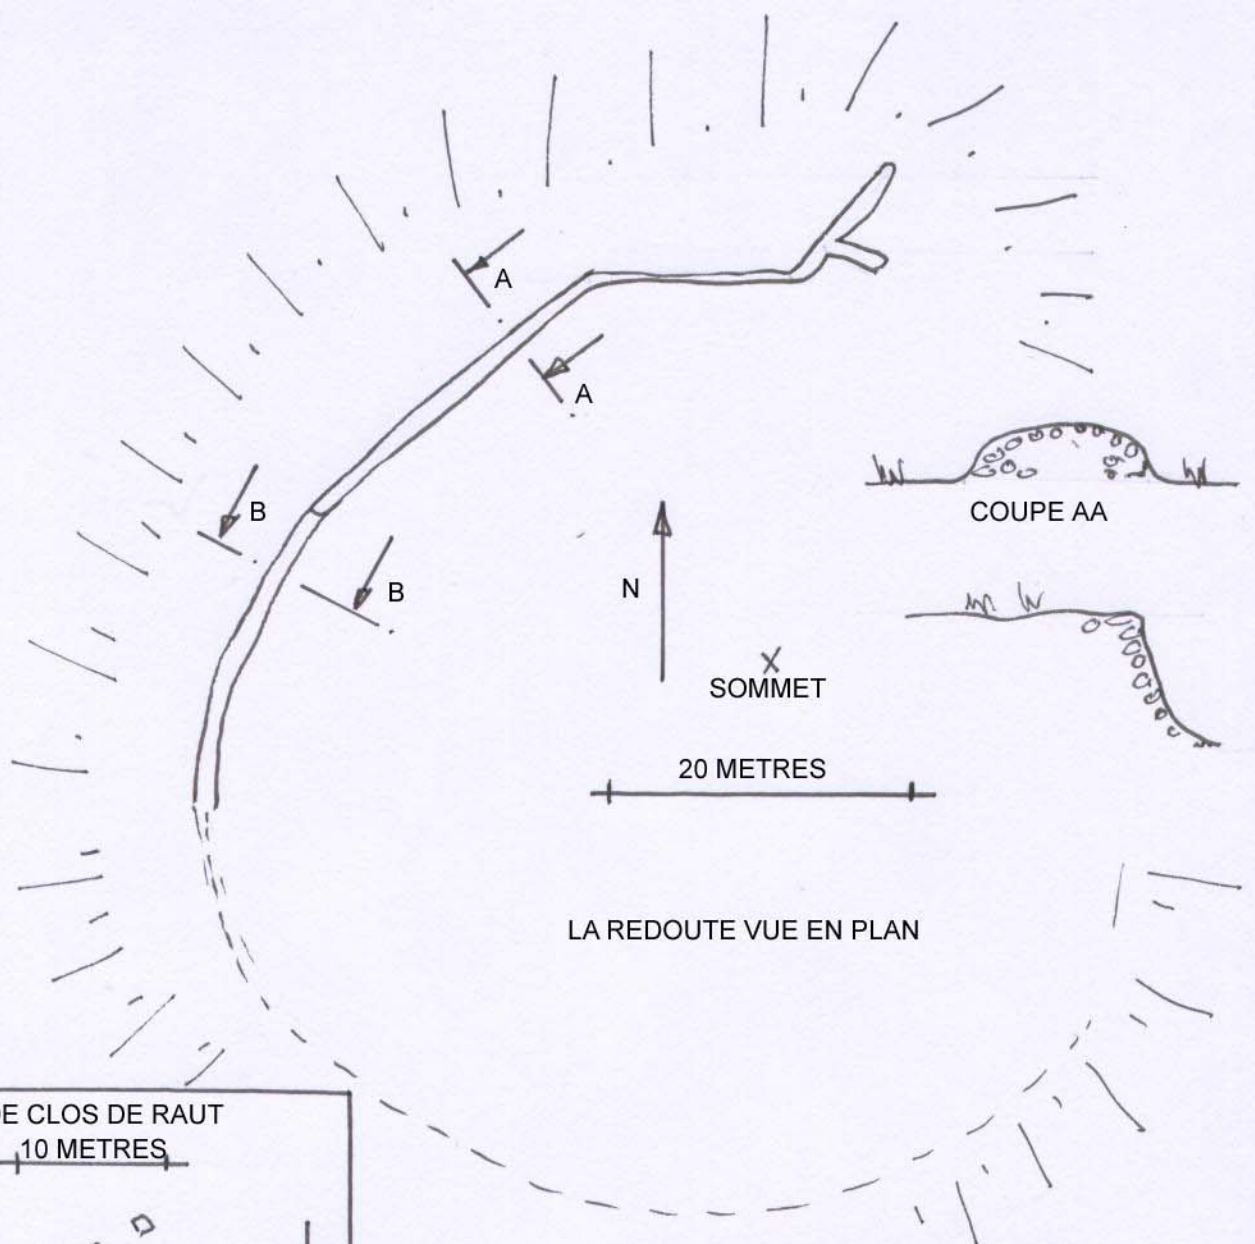 A
A
B
B
COUPE AA
N
SOMMET
20 METRES
LA REDOUTE VUE EN PLAN
CLOS DE RAUT
10 METRES